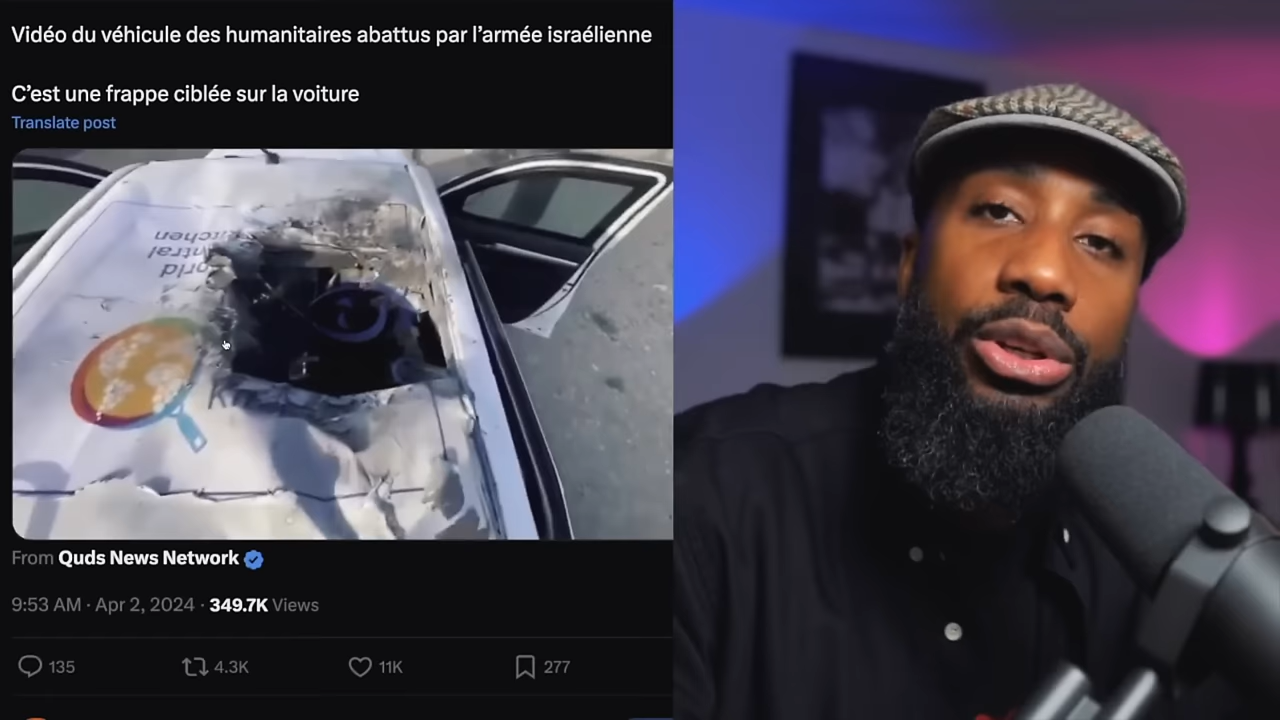 Vidéo du véhicule des humanitaires abattus par l’armée israélienne
C’est une frappe ciblée sur la voiture
Translate post
From Quds News Network
9:53 AM · Apr 2, 2024 · 349.7K Views
135
4.3K
11K
277